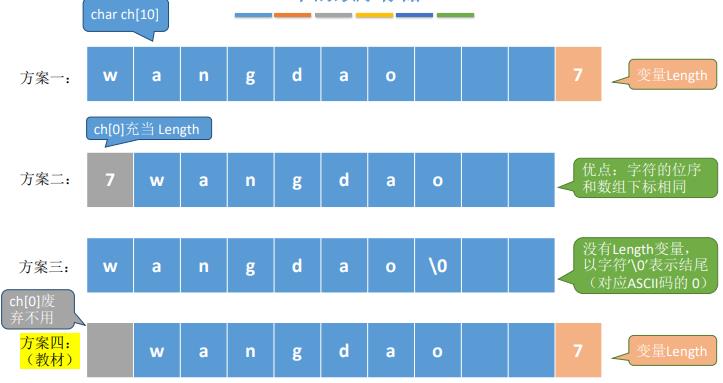 char ch[10]
方案一： w a n g d a o 7 变量Length
ch[0]充当 Length
方案二： 7 w a n g d a o 优点：字符的位序
和数组下标相同
方案三： w a n g d a o \0 没有Length变量，
以字符'\0'表示结尾
（对应ASCII码的 0）
ch[0]废
弃不用
方案四：
（教材） w a n g d a o 7 变量Length